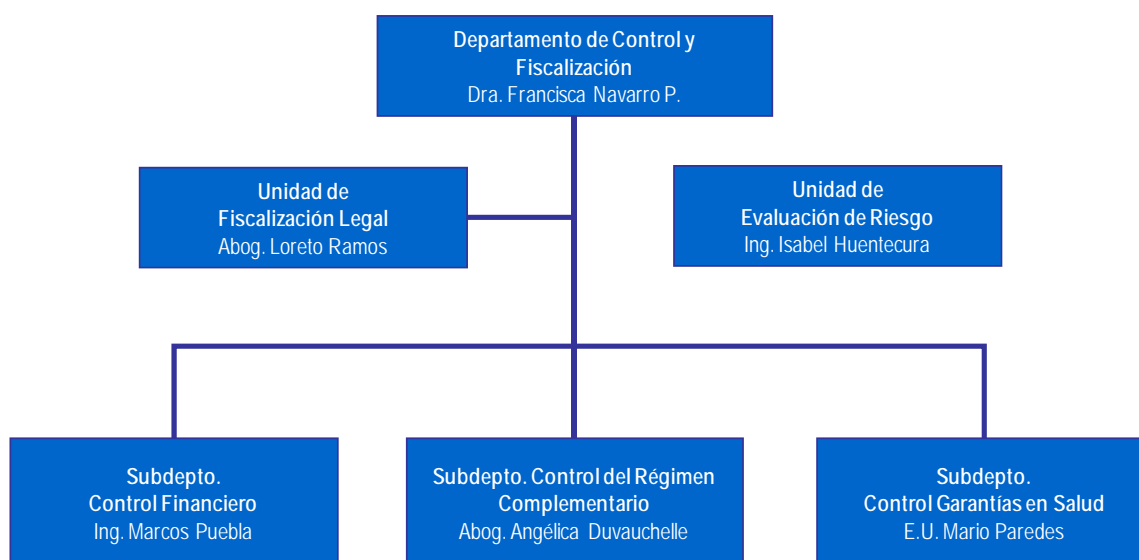 Departamento de Control y
Fiscalización
Dra. Francisca Navarro P.
Unidad de
Fiscalización Legal
Abog. Loreto Ramos
Unidad de
Evaluación de Riesgo
Ing. Isabel Huentecura
Subdepto.
Control Financiero
Ing. Marcos Puebla
Subdepto. Control del Régimen
Complementario
Abog. Angélica Duvauchelle
Subdepto.
Control Garantías en Salud
E.U. Mario Paredes